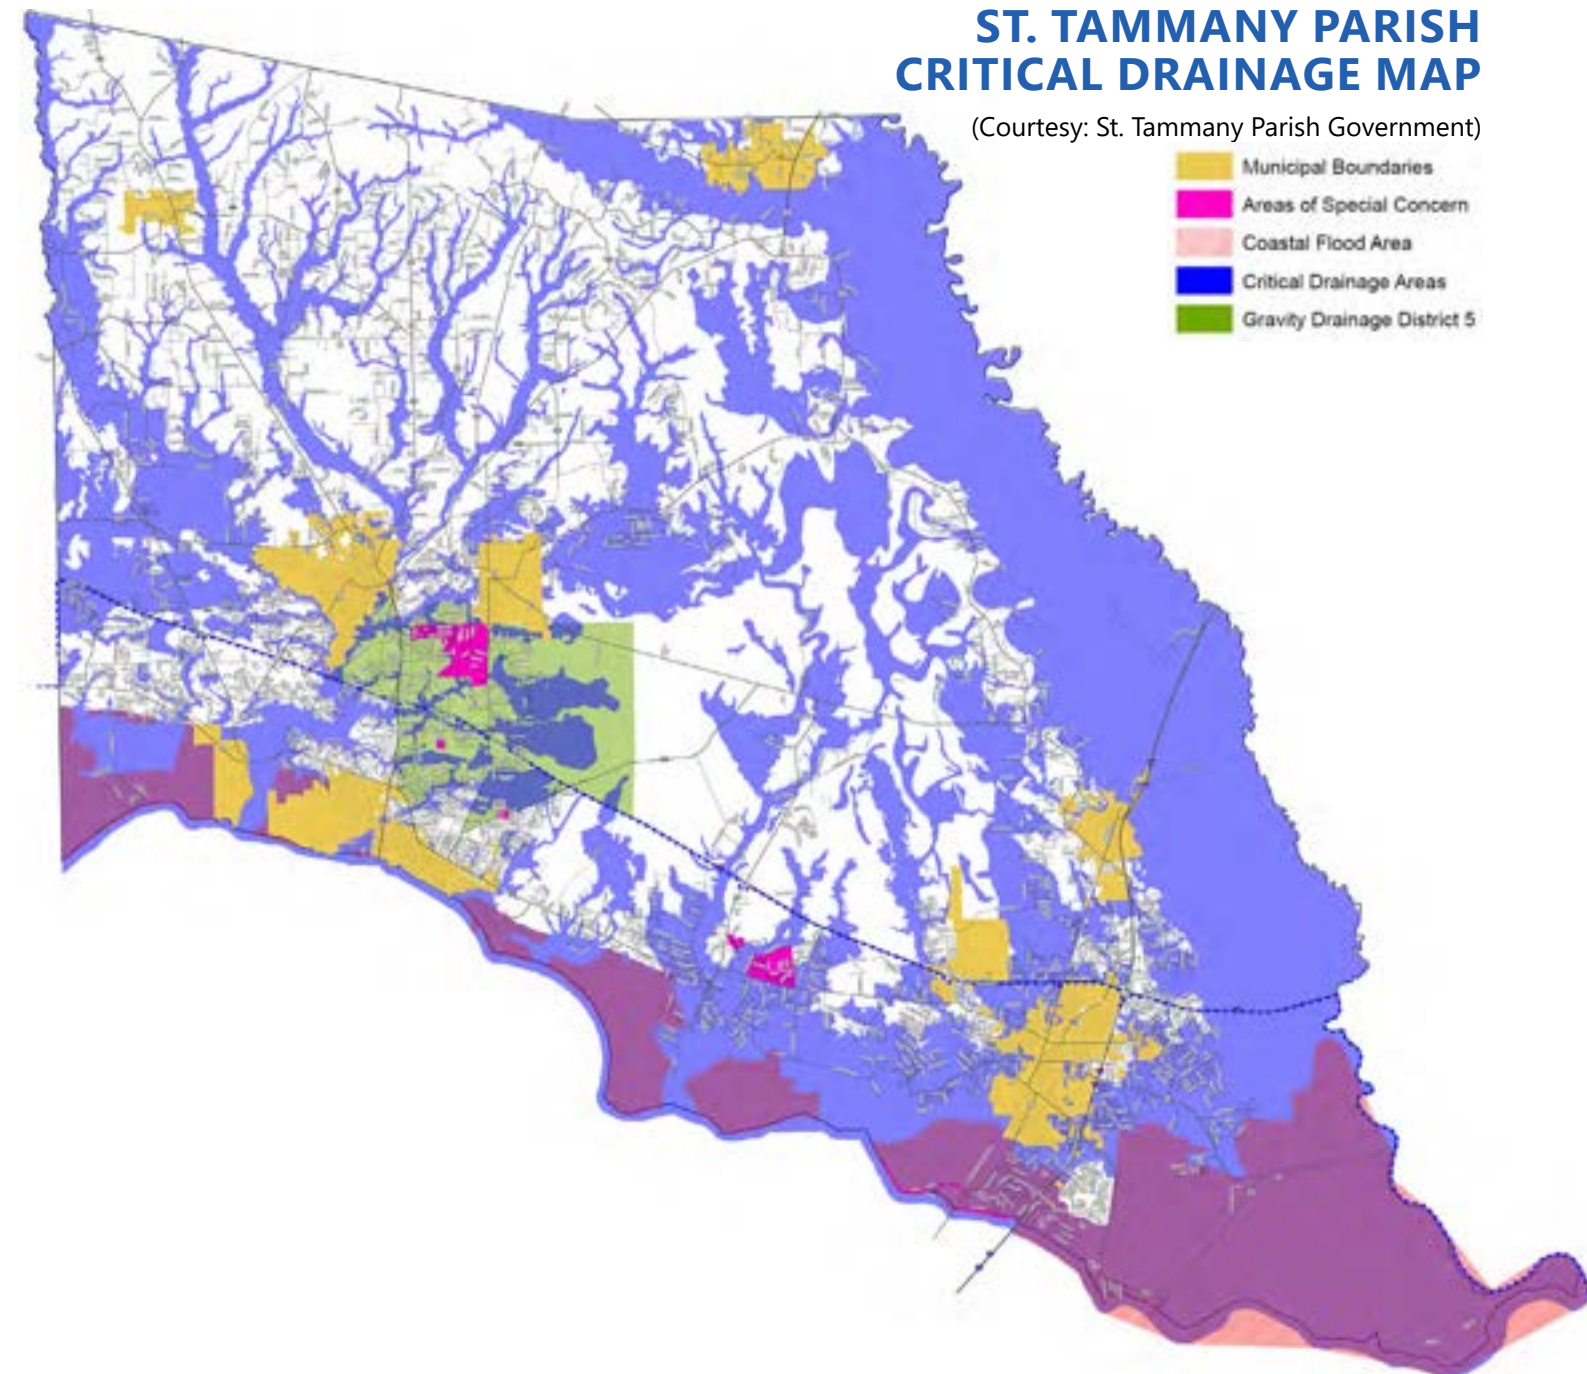 ST. TAMMANY PARISH
CRITICAL DRAINAGE MAP
(Courtesy: St. Tammany Parish Government)
Municipal Boundaries
Areas of Special Concern
Coastal Flood Area
Critical Drainage Areas
Gravity Drainage District 5